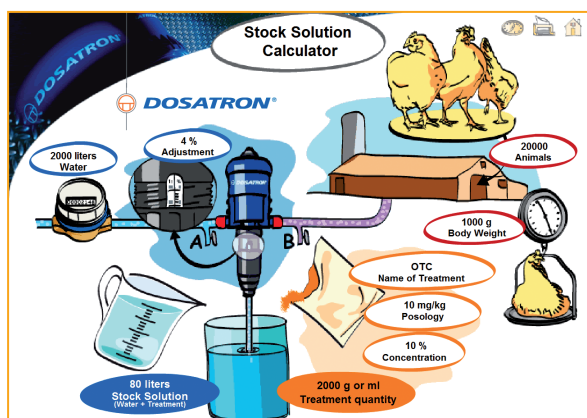 Stock Solution
Calculator
DOSATRON
DOSATRON®
2000 liters
Water
4 %
Adjustment
20000
Animals
1000 g
Body Weight
A
B
OTC
Name of Treatment
10 mg/kg
Posology
10 %
Concentration
80 liters
Stock Solution
(Water + Treatment)
2000 g or ml
Treatment quantity